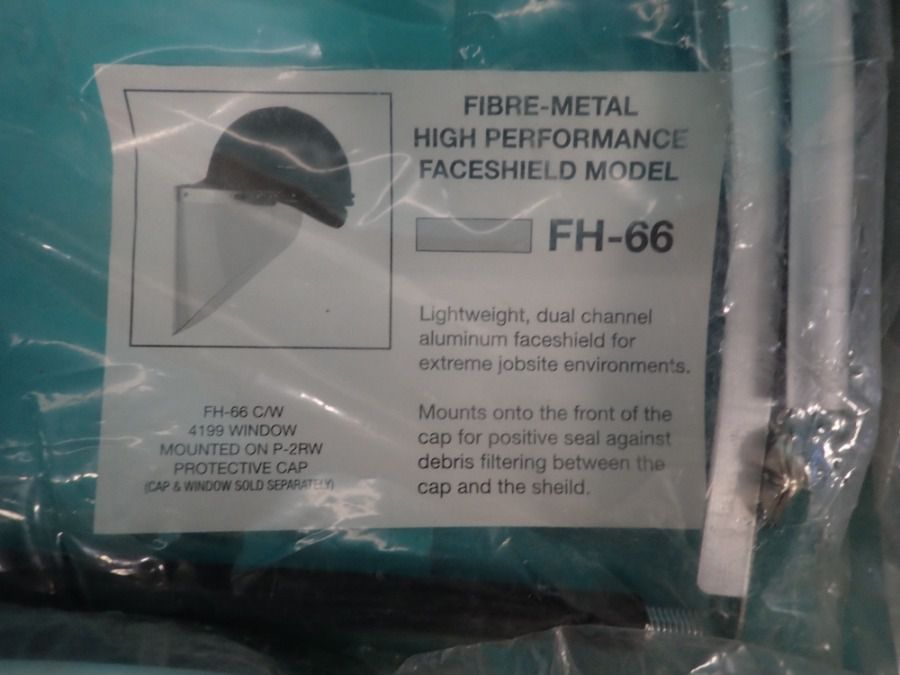 FIBRE-METAL
HIGH PERFORMANCE
FACESHIELD MODEL
FH-66
Lightweight, dual channel
aluminum faceshield for
extreme jobsite environments.
Mounts onto the front of the
cap for positive seal against
debris filtering between the
cap and the sheild.
FH-66 C/W
4199 WINDOW
MOUNTED ON P-2RW
PROTECTIVE CAP
(CAP & WINDOW SOLD SEPARATELY)